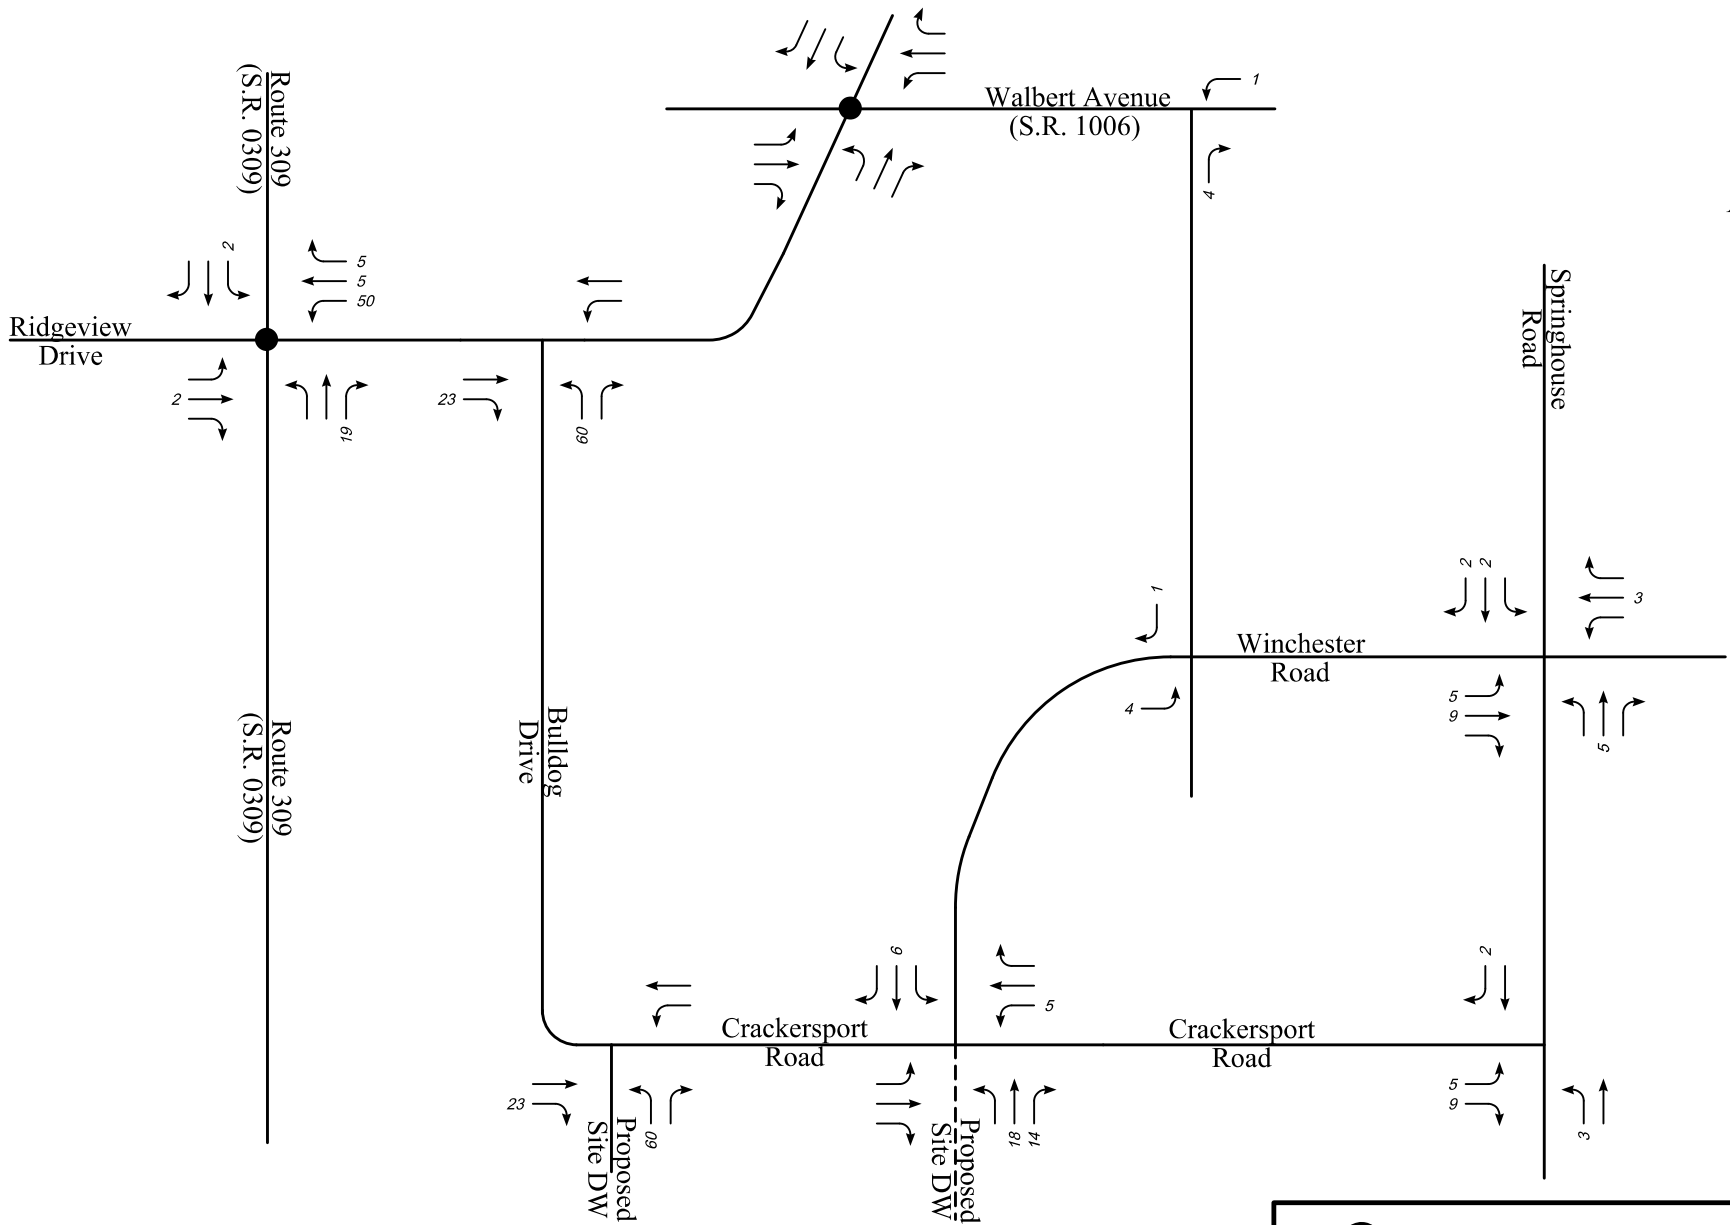 Walbert Avenue
(S.R. 1006)
1
4
Route 309
(S.R. 0309)
2
5
5
50
Ridgeview
Drive
2
19
23
60
Springhouse
Road
2
2
3
1
Winchester
Road
4
5
9
5
Bulldog
Drive
Route 309
(S.R. 0309)
6
5
2
Crackersport
Road
Crackersport
Road
23
60
18
14
5
9
3
Proposed
Site DW
Proposed
Site DW